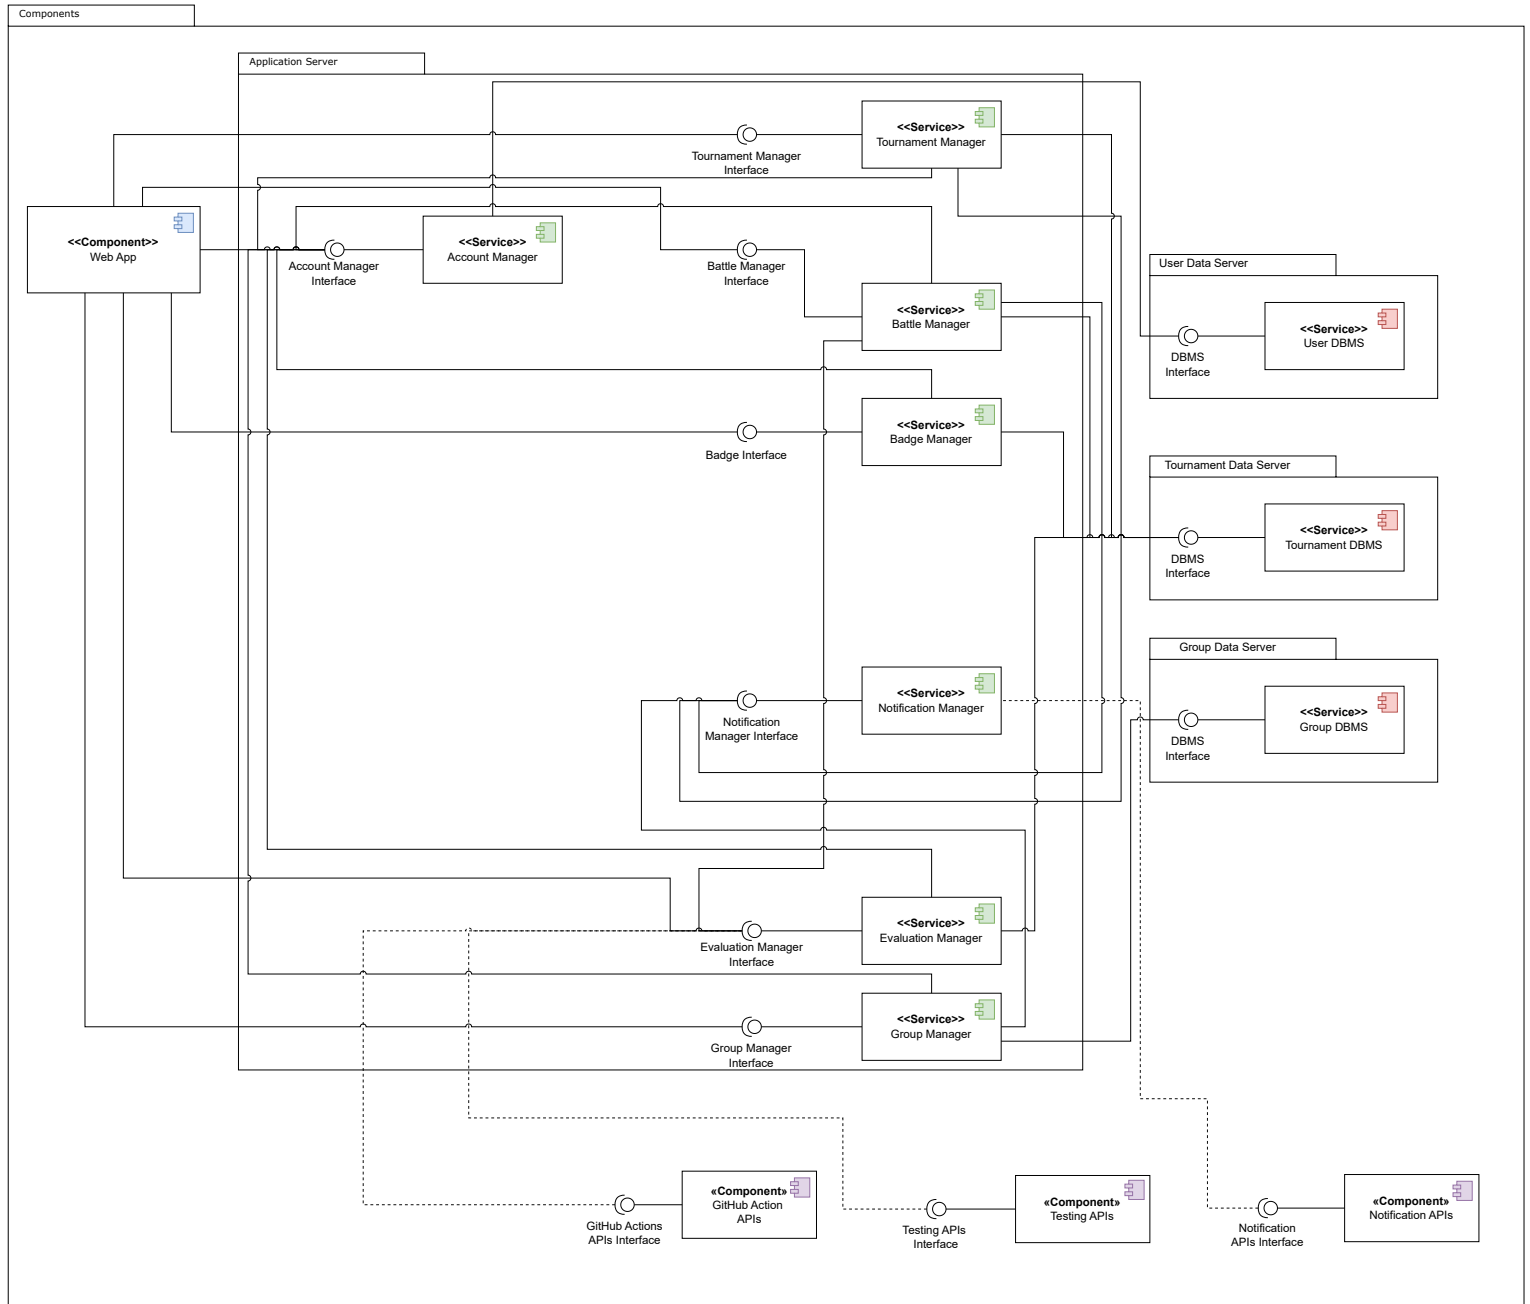 Components
Application Server
<<Service>>
Tournament Manager
Tournament Manager
Interface
<<Component>>
Web App
<<Service>>
Account Manager
Account Manager
Interface
Battle Manager
Interface
<<Service>>
Battle Manager
User Data Server
<<Service>>
User DBMS
DBMS
Interface
<<Service>>
Badge Manager
Badge Interface
Tournament Data Server
<<Service>>
Tournament DBMS
DBMS
Interface
Group Data Server
<<Service>>
Notification Manager
Notification
Manager Interface
<<Service>>
Group DBMS
DBMS
Interface
<<Service>>
Evaluation Manager
Evaluation Manager
Interface
<<Service>>
Group Manager
Group Manager
Interface
«Component»
GitHub Action
APIs
GitHub Actions
APIs Interface
«Component»
Testing APIs
Testing APIs
Interface
«Component»
Notification APIs
Notification
APIs Interface